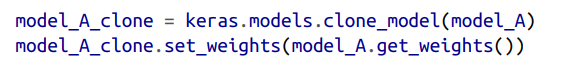 model_A_clone = keras.models.clone_model(model_A)
model_A_clone.set_weights(model_A.get_weights())